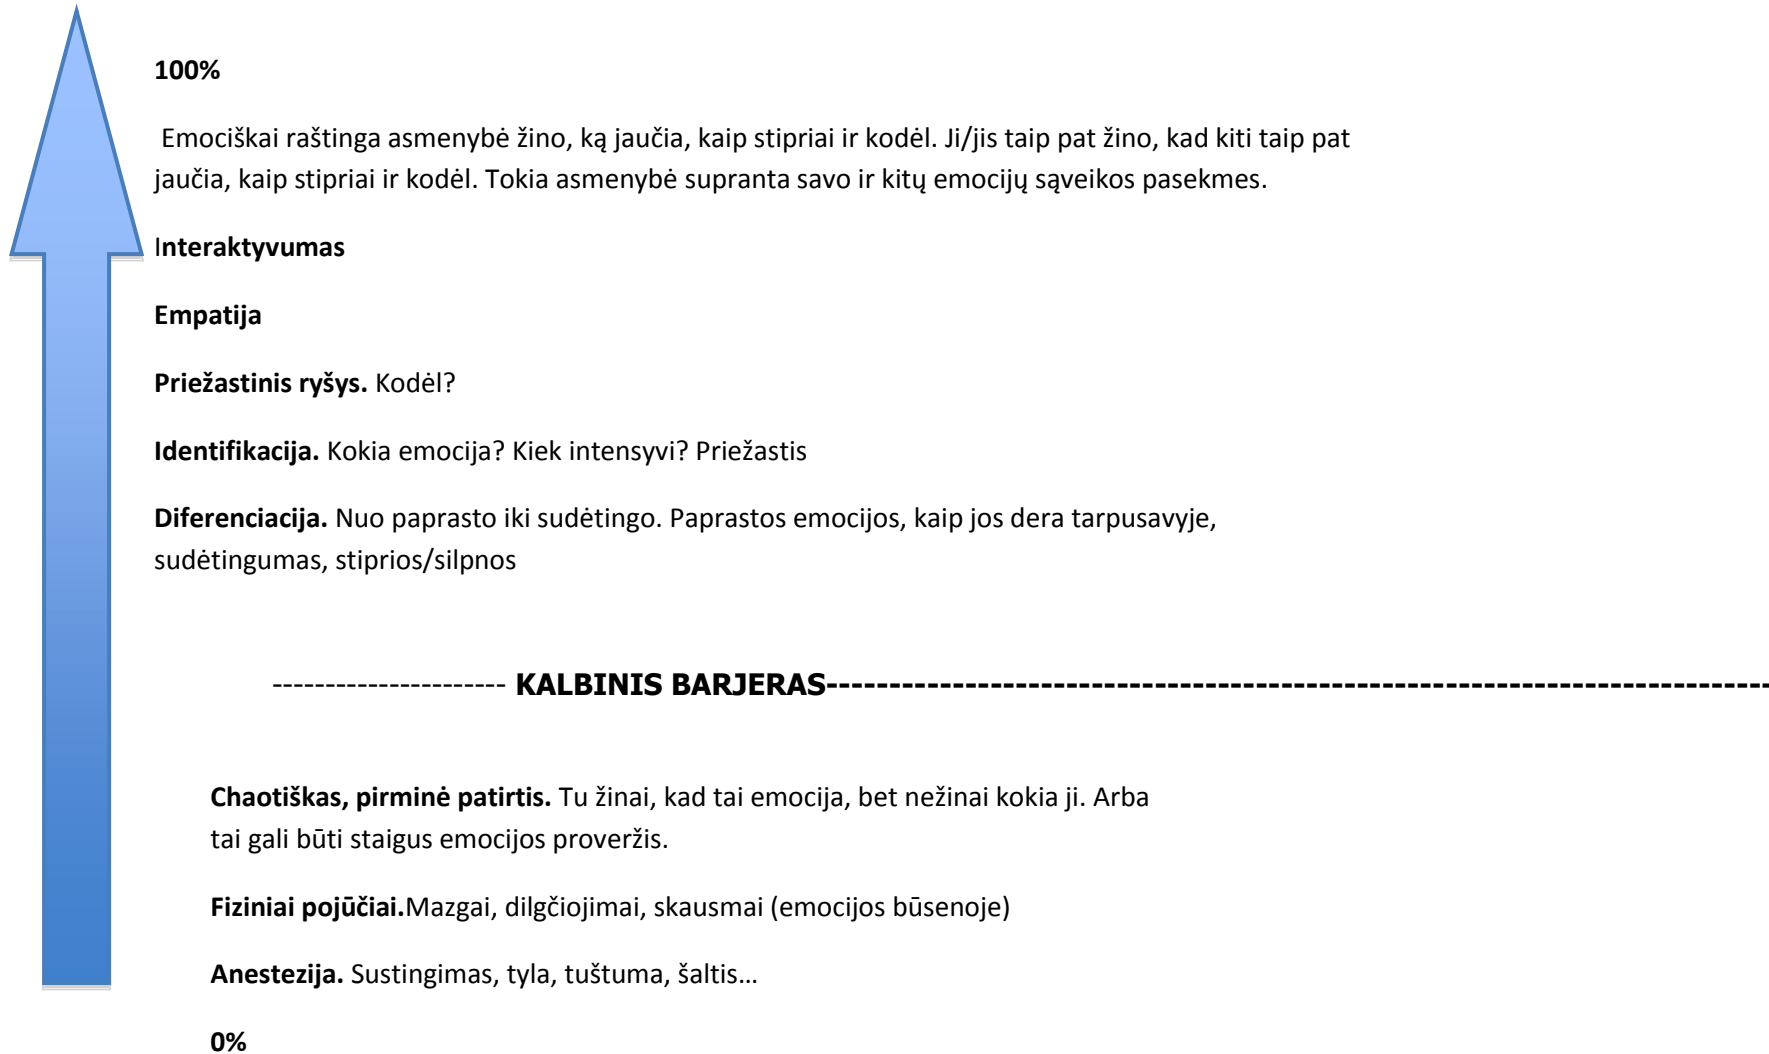 100%
Emociškai raštinga asmenybė žino, ką jaučia, kaip stipriai ir kodėl. Ji/jis taip pat žino, kad kiti taip pat
jaučia, kaip stipriai ir kodėl. Tokia asmenybė supranta savo ir kitų emocijų sąveikos pasekmes.
Interaktyvumas
Empatija
Priežastinis ryšys. Kodėl?
Identifikacija. Kokia emocija? Kiek intensyvi? Priežastis
Diferenciacija. Nuo paprasto iki sudėtingo. Paprastos emocijos, kaip jos dera tarpusavyje,
sudėtingumas, stiprios/silpnos
---------------------- KALBINIS BARJERAS---------------------------------------------------------------------------
Chaotiškas, pirminė patirtis. Tu žinai, kad tai emocija, bet nežinai kokia ji. Arba
tai gali būti staigus emocijos proveržis.
Fiziniai pojūčiai.Mazgai, dilgčiojimai, skausmai (emocijos būsenoje)
Anestezija. Sustingimas, tyla, tuštuma, šaltis…
0%